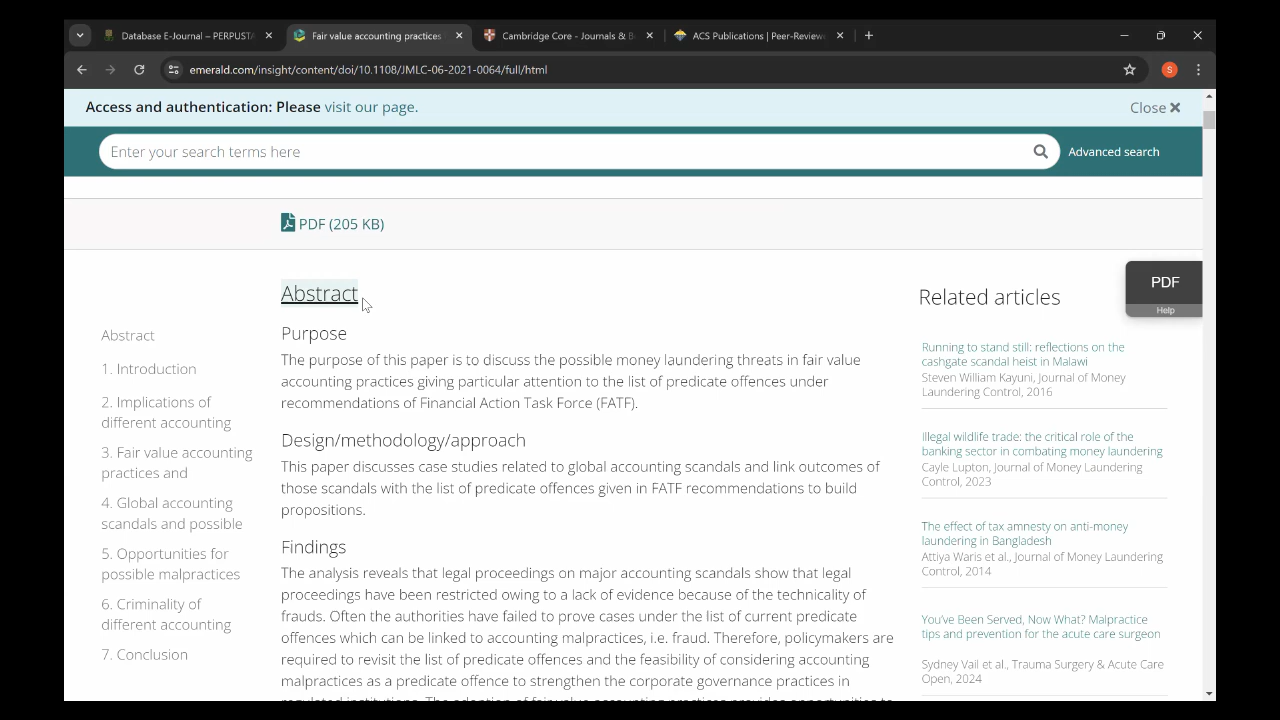 Database E-Journal – PERPUSTA
Fair value accounting practices
Cambridge Core - Journals & B
ACS Publications | Peer-Review
emerald.com/insight/content/doi/10.1108/JMLC-06-2021-0064/full/html
S
Access and authentication: Please visit our page.
Close
Enter your search terms here
Advanced search
PDF (205 KB)
Abstract
1. Introduction
2. Implications of
different accounting
3. Fair value accounting
practices and
4. Global accounting
scandals and possible
5. Opportunities for
possible malpractices
6. Criminality of
different accounting
7. Conclusion
Abstract
Purpose
The purpose of this paper is to discuss the possible money laundering threats in fair value
accounting practices giving particular attention to the list of predicate offences under
recommendations of Financial Action Task Force (FATF).
Design/methodology/approach
This paper discusses case studies related to global accounting scandals and link outcomes of
those scandals with the list of predicate offences given in FATF recommendations to build
propositions.
Findings
The analysis reveals that legal proceedings on major accounting scandals show that legal
proceedings have been restricted owing to a lack of evidence because of the technicality of
frauds. Often the authorities have failed to prove cases under the list of current predicate
offences which can be linked to accounting malpractices, i.e. fraud. Therefore, policymakers are
required to revisit the list of predicate offences and the feasibility of considering accounting
malpractices as a predicate offence to strengthen the corporate governance practices in
regulated institutions. The adoption of fair value accounting practices provides opportunities to
PDF
Help
Related articles
Running to stand still: reflections on the
cashgate scandal heist in Malawi
Steven William Kayuni, Journal of Money
Laundering Control, 2016
Illegal wildlife trade: the critical role of the
banking sector in combating money laundering
Cayle Lupton, Journal of Money Laundering
Control, 2023
The effect of tax amnesty on anti-money
laundering in Bangladesh
Attiya Waris et al., Journal of Money Laundering
Control, 2014
You've Been Served, Now What? Malpractice
tips and prevention for the acute care surgeon
Sydney Vail et al., Trauma Surgery & Acute Care
Open, 2024